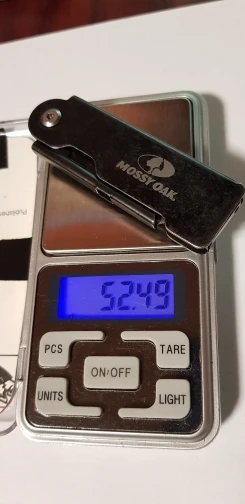 MOSSY OAK
52.49
PCS
TARE
ON/OFF
UNITS
LIGHT